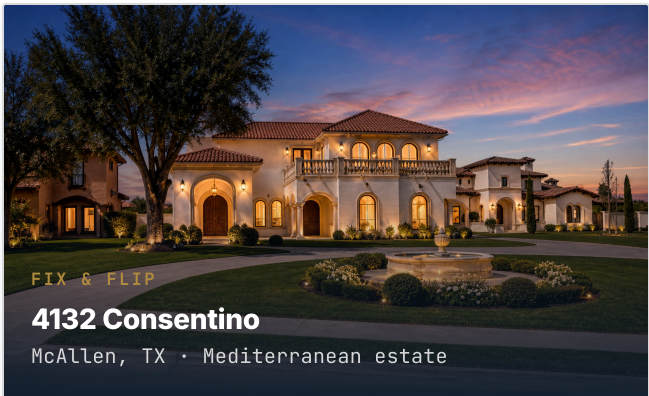 FIX & FLIP
4132 Consentino
McAllen, TX · Mediterranean estate